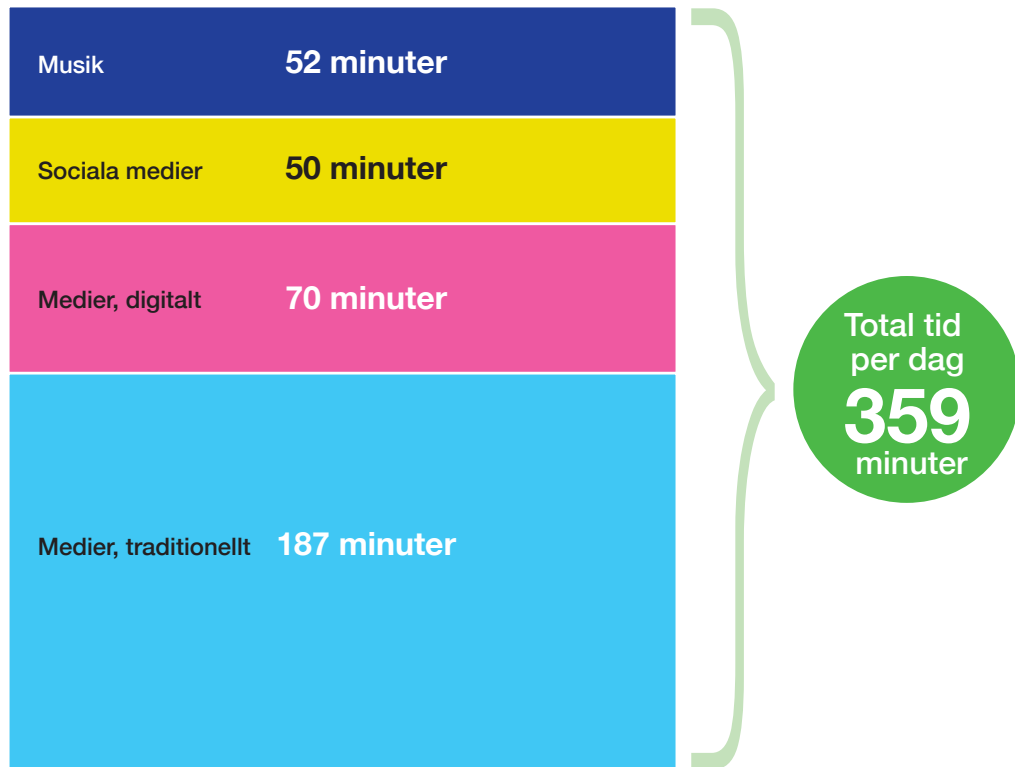 Musik 52 minuter
Sociala medier 50 minuter
Medier, digitalt 70 minuter
Medier, traditionellt 187 minuter
Total tid
per dag
359
minuter